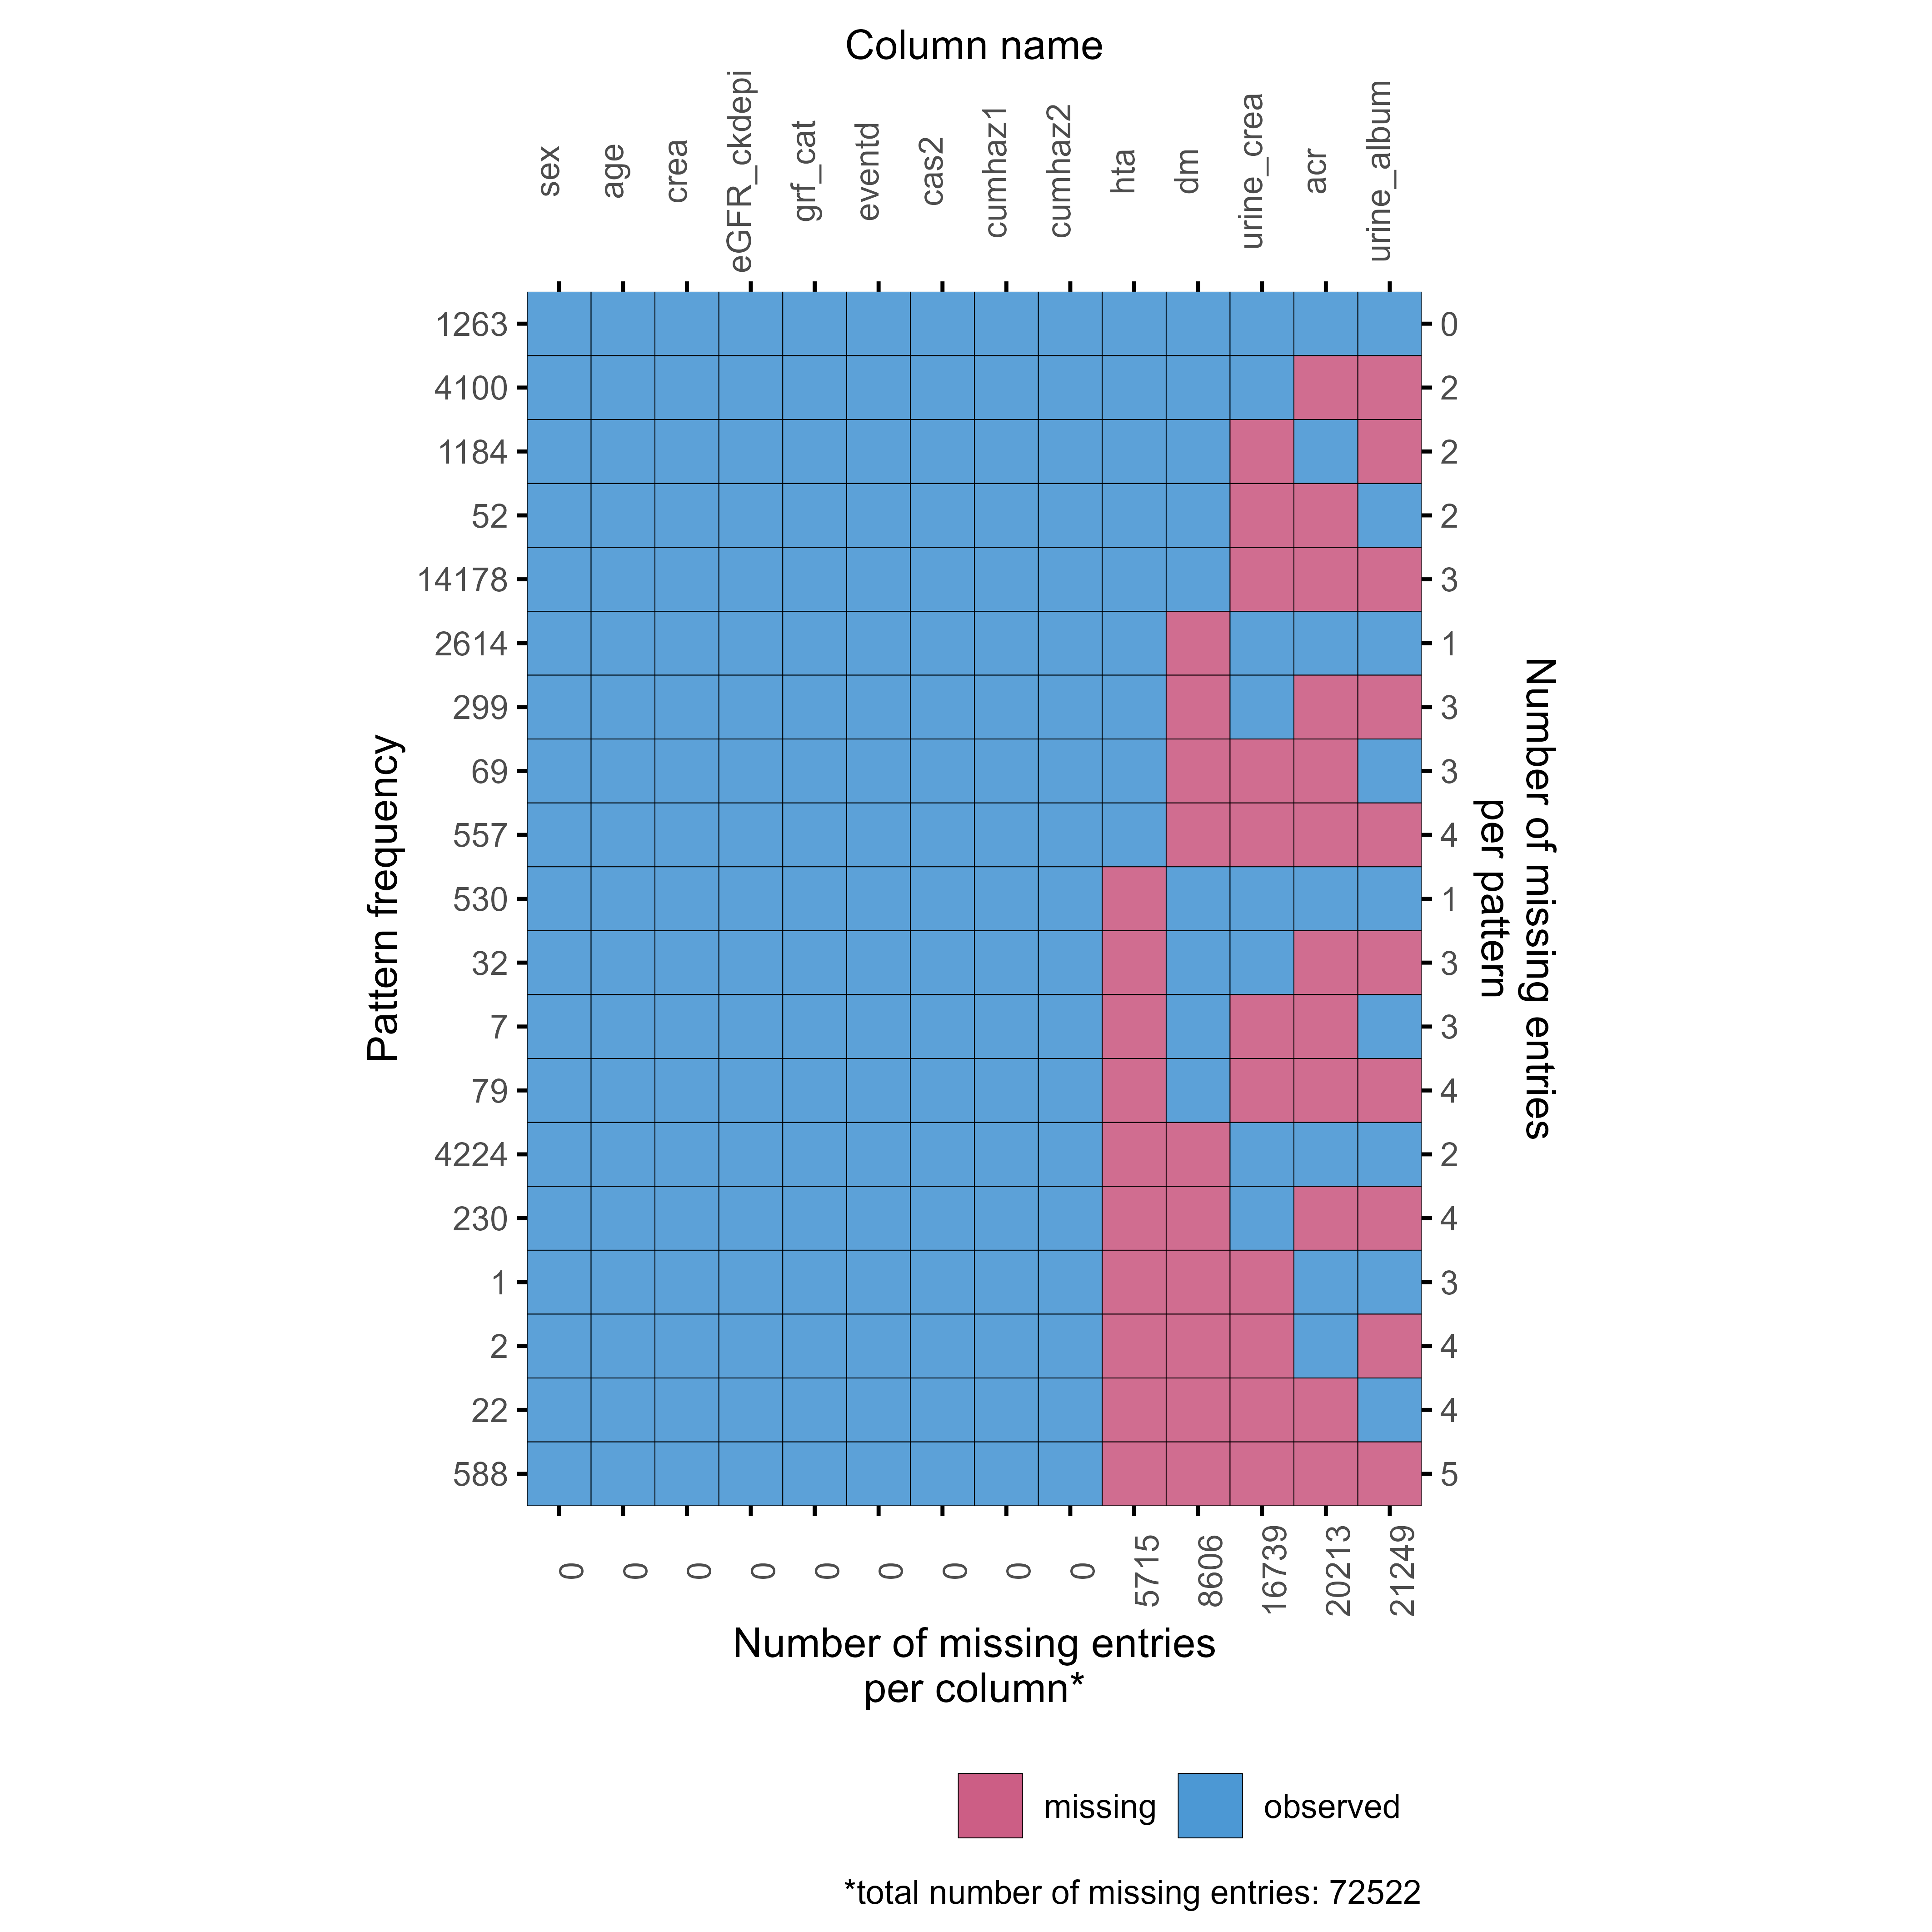 Column name
sex age crea eGFR_ckdepi grf_cat eventd cas2 cumhaz1 cumhaz2 hta dm urine_crea acr urine_album
1263 0
4100 2
1184 2
52 2
14178 3
2614 1
299 3
69 3
557 4
530 1
32 3
7 3
79 4
4224 2
230 4
1 3
2 4
22 4
588 5
Pattern frequency
Number of missing entries
per pattern
0 0 0 0 0 0 0 0 0 5715 8606 16739 20213 21249
Number of missing entries
per column*
missing observed
*total number of missing entries: 72522